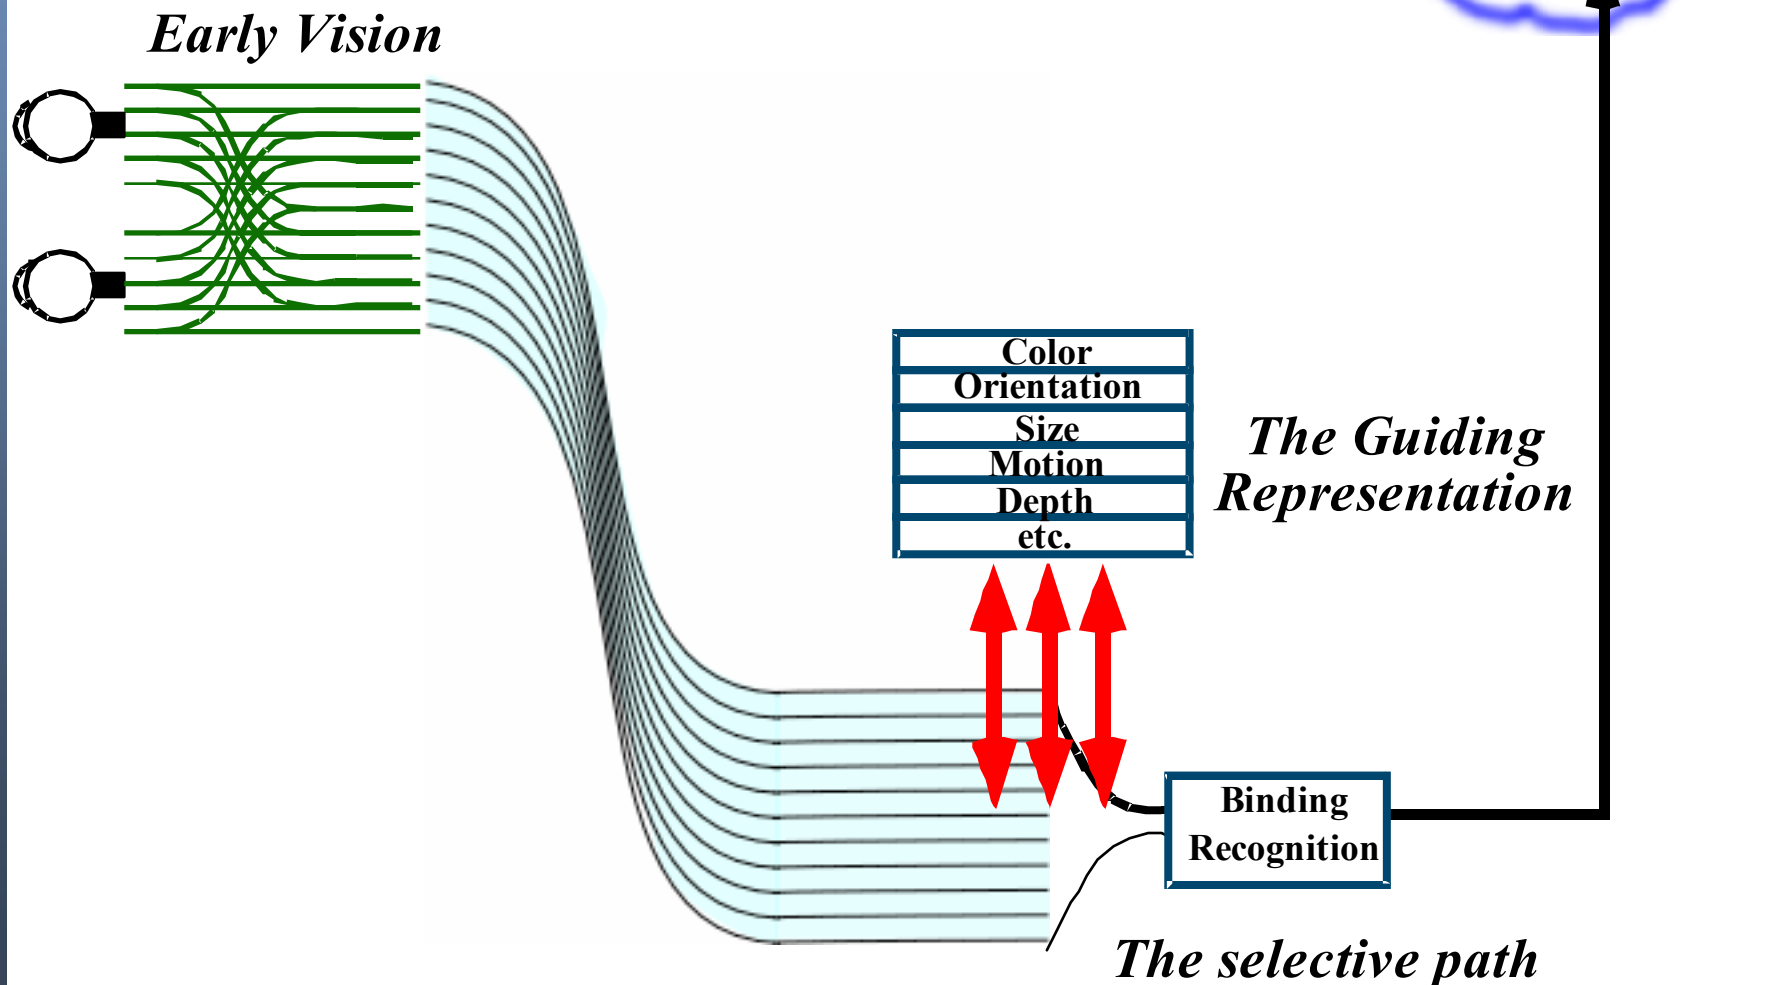 Early Vision
Color
Orientation
Size
Motion
Depth
etc.
The Guiding
Representation
Binding
Recognition
The selective path